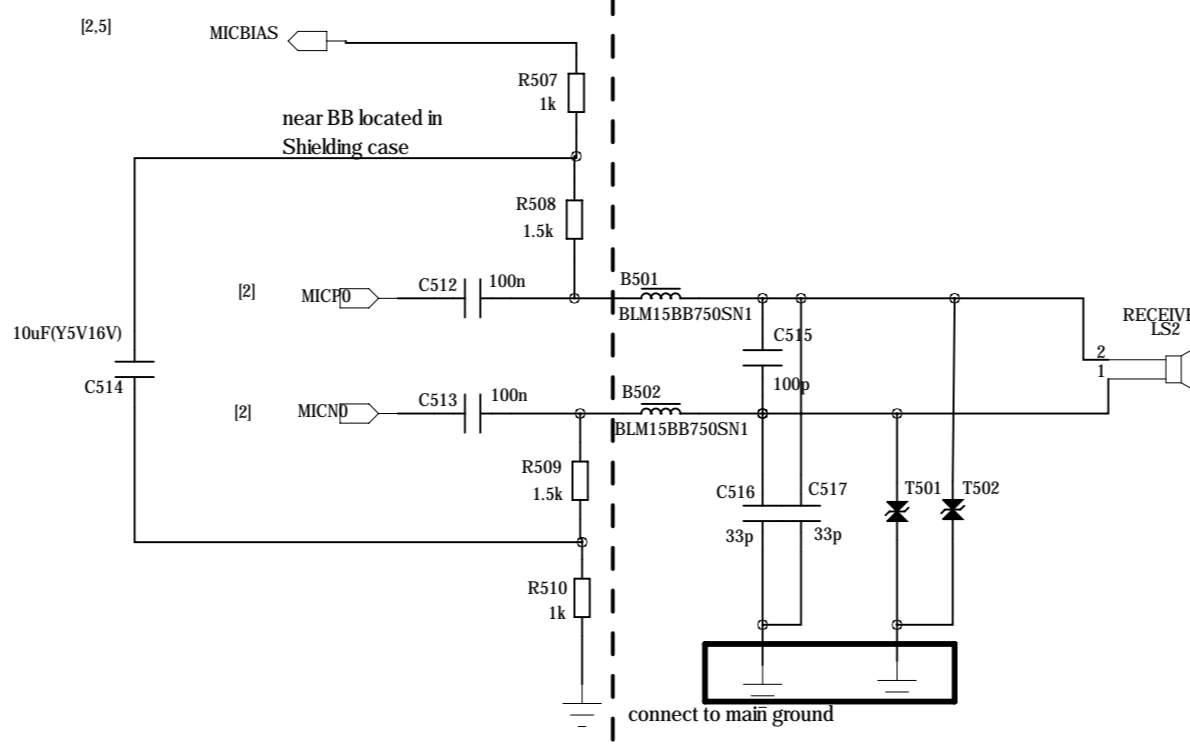 [2,5]
MICBIAS
R507
1k
near BB located in
Shielding case
R508
1.5k
[2]
MICP0
C512
100n
B501
BLM15BB750SN1
C515
100p
RECEIVE
LS2
2
1
10uF(Y5V16V)
C514
[2]
MICN0
C513
100n
B502
BLM15BB750SN1
R509
1.5k
C516
33p
C517
33p
T501
T502
R510
1k
connect to main ground